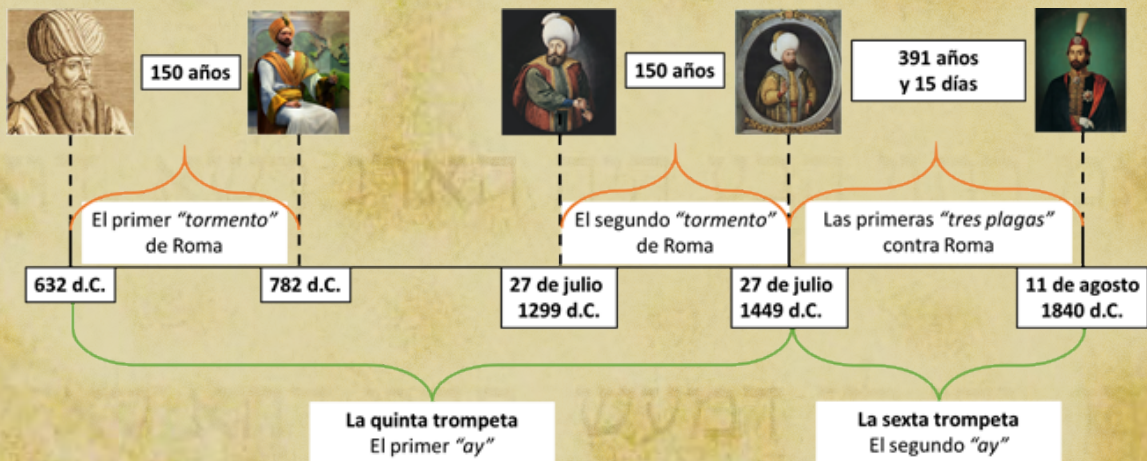 150 años
150 años
391 años
y 15 días
El primer “tormento”
de Roma
El segundo “tormento”
de Roma
Las primeras “tres plagas”
contra Roma
632 d.C.
782 d.C.
27 de julio
1299 d.C.
27 de julio
1449 d.C.
11 de agosto
1840 d.C.
La quinta trompeta
El primer “ay”
La sexta trompeta
El segundo “ay”